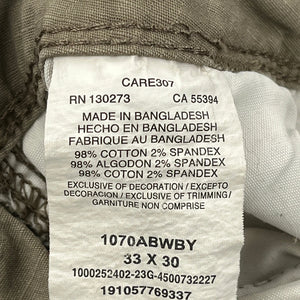 CARE307
RN 130273 CA 55394
MADE IN BANGLADESH
HECHO EN BANGLADESH
FABRIQUE AU BANGLADESH
98% COTTON 2% SPANDEX
98% ALGODON 2% SPANDEX
98% COTON 2% SPANDEX
EXCLUSIVE OF DECORATION / EXCEPTO
DECORACION / EXCLUSIVE OF TRIMMING/
GARNITURE NON COMPRISE
1070ABWBY
33 X 30
1000252402-23G-4500732227
191057769337